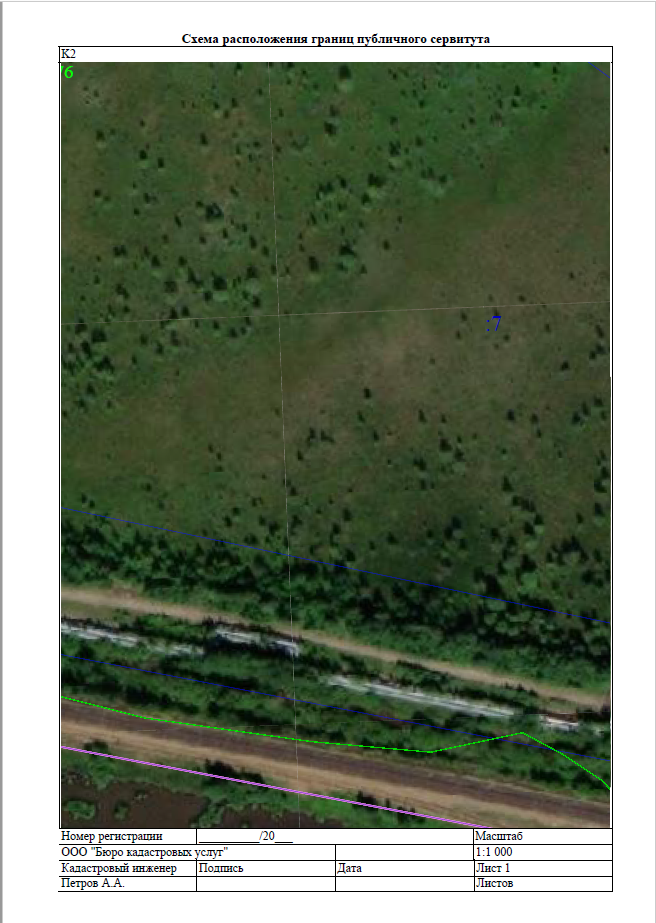 Схема расположения границ публичного сервитута
К2
/6
:7
Номер регистрации __________/20___ Масштаб
ООО "Бюро кадастровых услуг" 1:1 000
Кадастровый инженер Подпись Дата Лист 1
Петров А.А. Листов